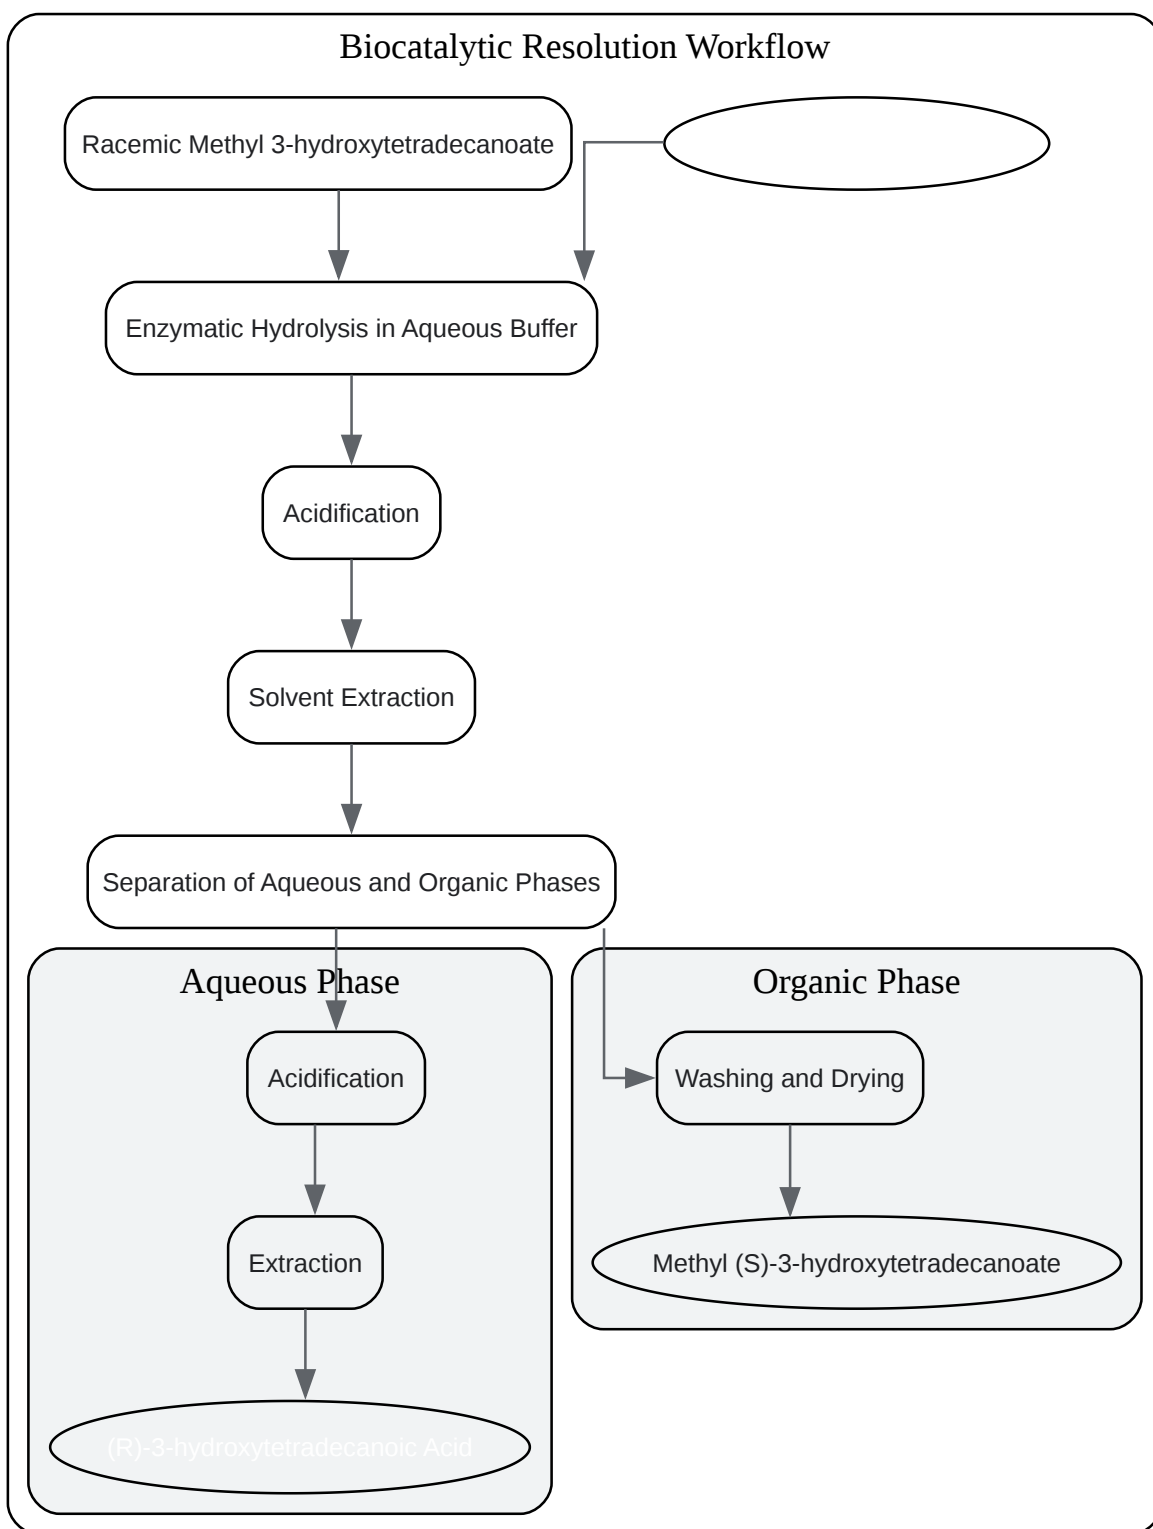 Biocatalytic Resolution Workflow
Racemic Methyl 3-hydroxytetradecanoate
Enzymatic Hydrolysis in Aqueous Buffer
Acidification
Solvent Extraction
Separation of Aqueous and Organic Phases
Aqueous Phase
Organic Phase
Acidification
Washing and Drying
Extraction
Methyl (S)-3-hydroxytetradecanoate
(R)-3-hydroxytetradecanoic Acid